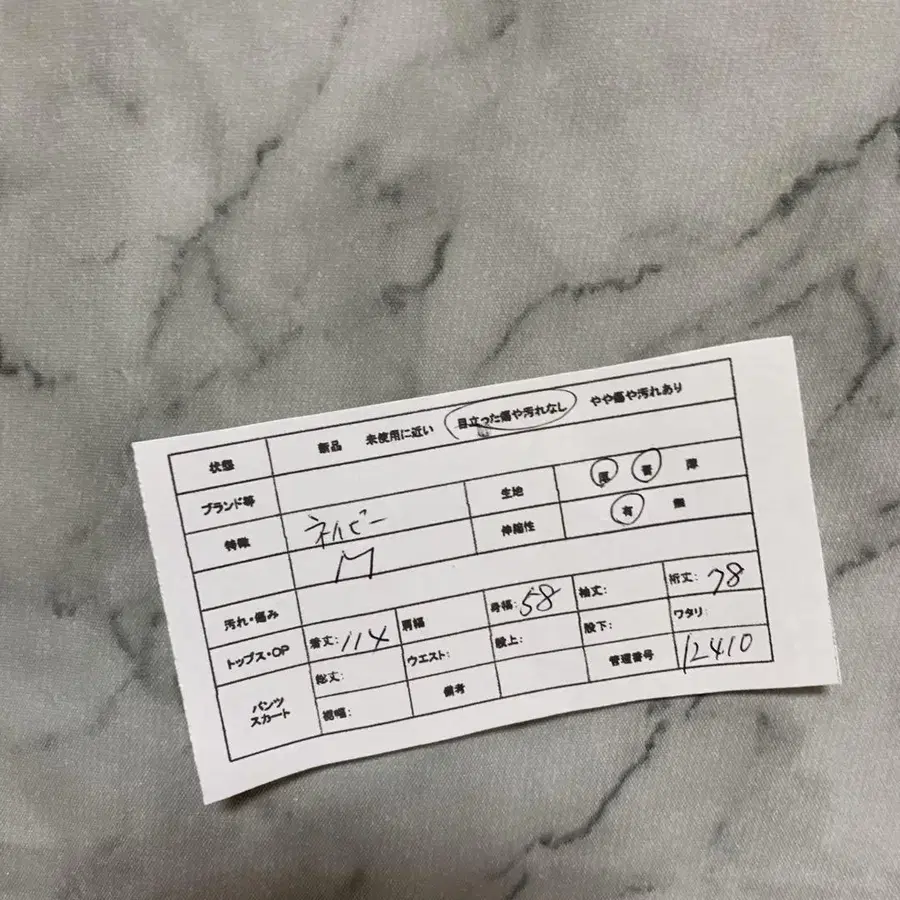 状態 新品 未使用に近い 目立った傷や汚れなし やや傷や汚れあり
ブランド等
特徴 ネイビー 生地 厚 普 薄
M 伸縮性 有 無
汚れ・傷み
トップス・OP 着丈:114 肩幅 身幅:58 袖丈: 裄丈:78
パンツ スカート 総丈: ウエスト: 股上: 股下: ワタリ:
裾幅: 備考 管理番号 12410